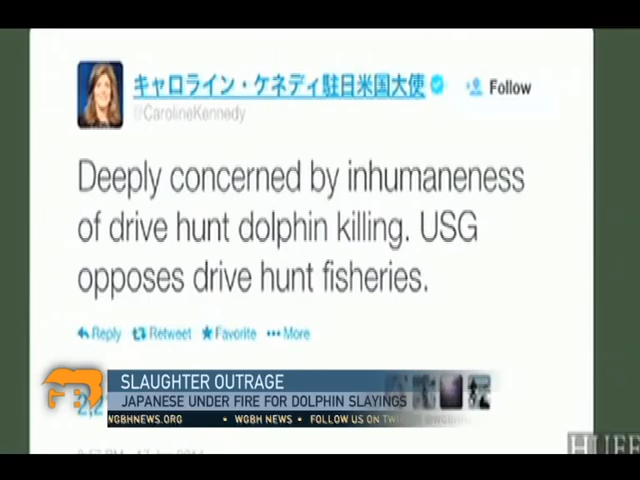 キャロライン・ケネディ駐日米国大使
Follow
@CarolineKennedy
Deeply concerned by inhumaneness
of drive hunt dolphin killing. USG
opposes drive hunt fisheries.
Reply Retweet Favorite More
SLAUGHTER OUTRAGE
JAPANESE UNDER FIRE FOR DOLPHIN SLAYINGS
WGBHNEWS.ORG • WGBH NEWS • FOLLOW US ON
HUFF